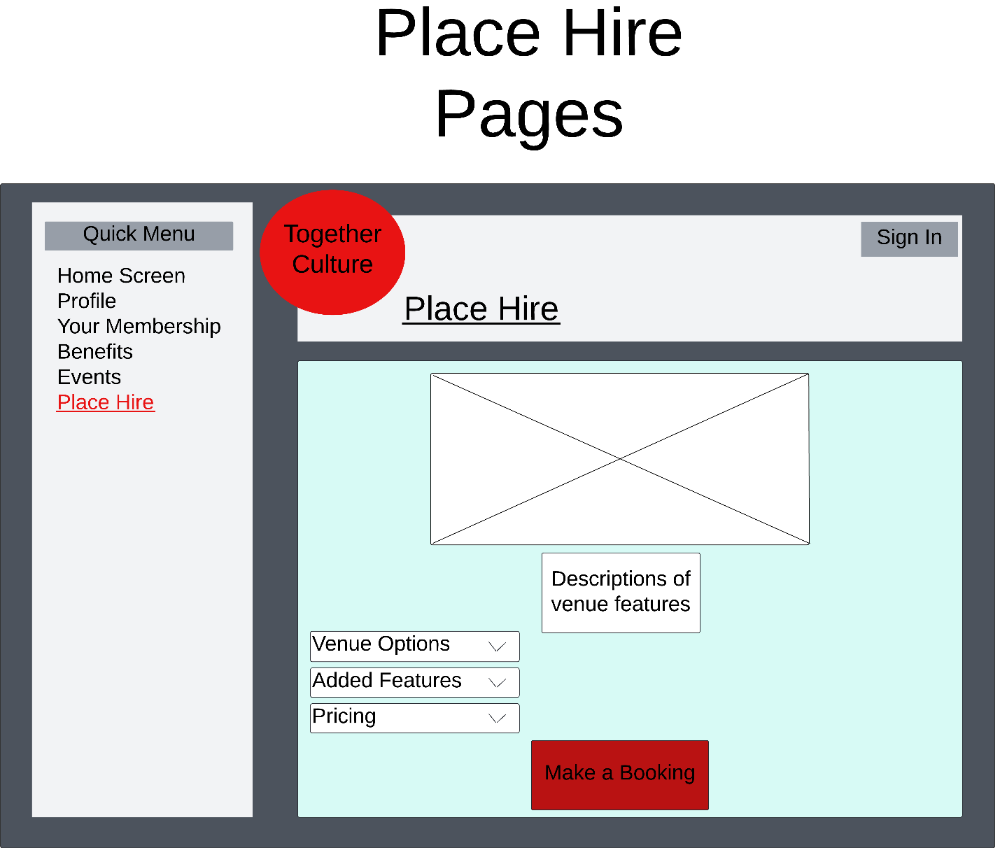 Place Hire
Pages
Quick Menu
Home Screen
Profile
Your Membership
Benefits
Events
Place Hire
Together
Culture
Sign In
Place Hire
Descriptions of
venue features
Venue Options
Added Features
Pricing
Make a Booking